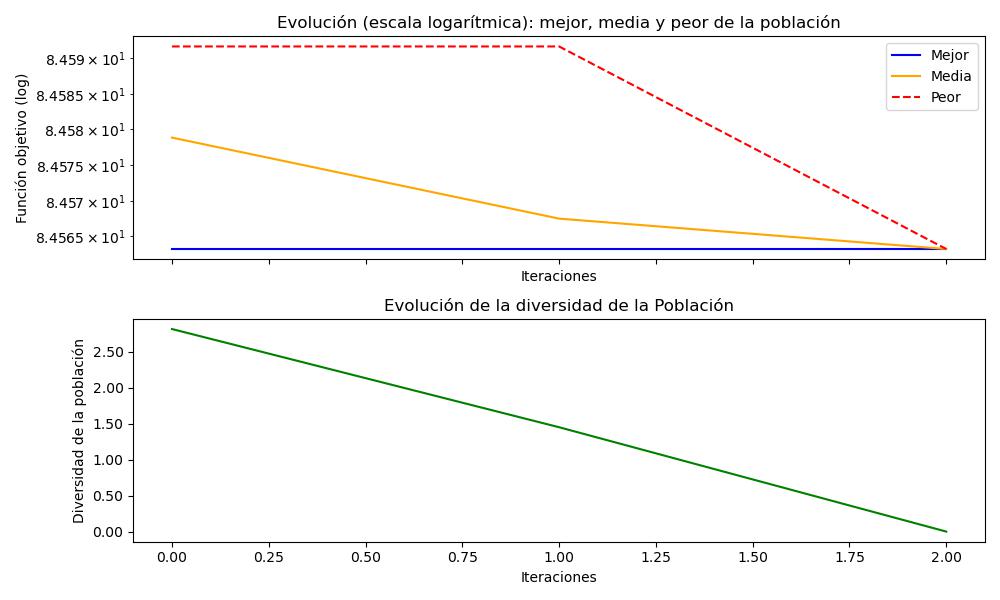 Evolución (escala logarítmica): mejor, media y peor de la población
Función objetivo (log)
8.459 × 10¹
8.4585 × 10¹
8.458 × 10¹
8.4575 × 10¹
8.457 × 10¹
8.4565 × 10¹
Mejor
Media
Peor
Iteraciones
Evolución de la diversidad de la Población
Diversidad de la población
2.50
2.00
1.50
1.00
0.50
0.00
0.00 0.25 0.50 0.75 1.00 1.25 1.50 1.75 2.00
Iteraciones